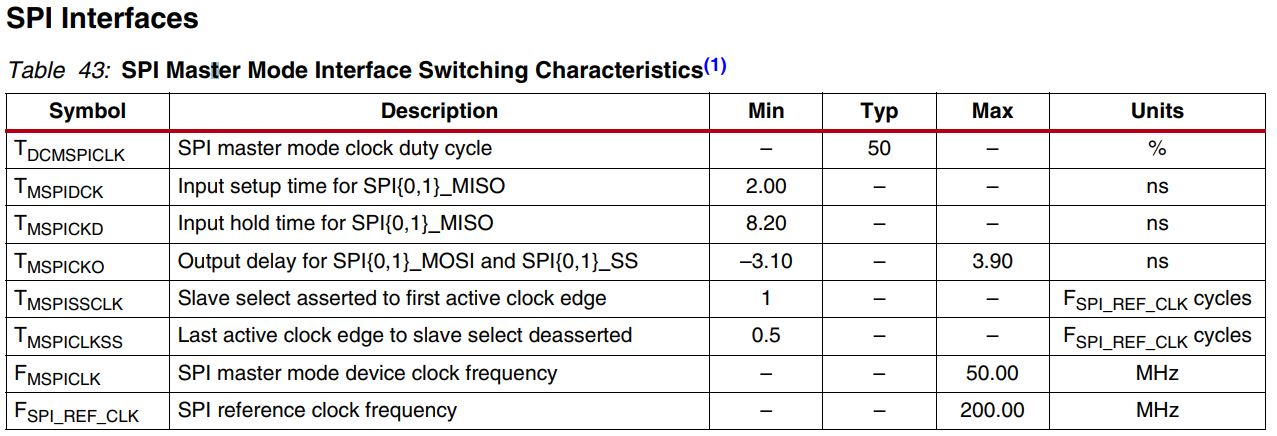 SPI Interfaces
Table 43: SPI Master Mode Interface Switching Characteristics(1)
Symbol Description Min Typ Max Units
TDCMSPICLK SPI master mode clock duty cycle – 50 – %
TMSPIDCK Input setup time for SPI{0,1}_MISO 2.00 – – ns
TMSPICKD Input hold time for SPI{0,1}_MISO 8.20 – – ns
TMSPICKO Output delay for SPI{0,1}_MOSI and SPI{0,1}_SS –3.10 – 3.90 ns
TMSPISSCLK Slave select asserted to first active clock edge 1 – – FSPI_REF_CLK cycles
TMSPICLKSS Last active clock edge to slave select deasserted 0.5 – – FSPI_REF_CLK cycles
FMSPICLK SPI master mode device clock frequency – – 50.00 MHz
FSPI_REF_CLK SPI reference clock frequency – – 200.00 MHz